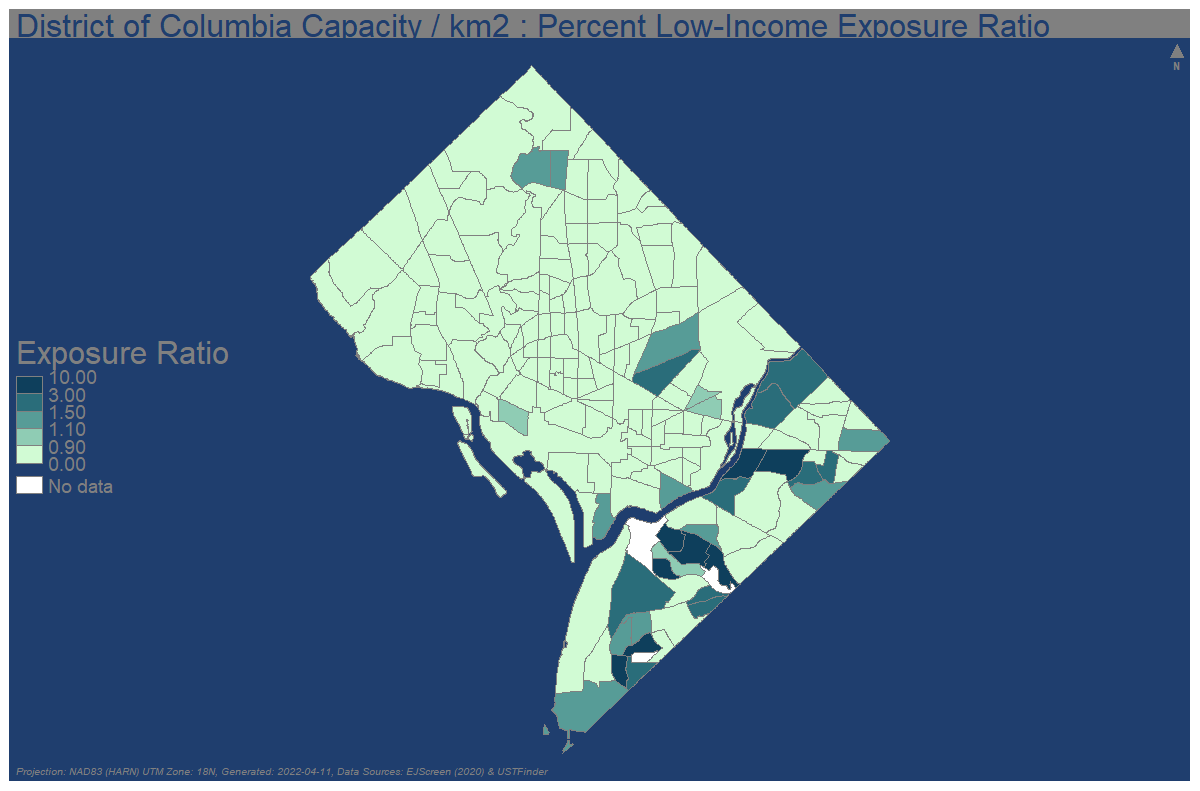 District of Columbia Capacity / km2 : Percent Low-Income Exposure Ratio
N
Exposure Ratio
10.00
3.00
1.50
1.10
0.90
0.00
No data
Projection: NAD83 (HARN) UTM Zone: 18N, Generated: 2022-04-11, Data Sources: EJScreen (2020) & USTFinder